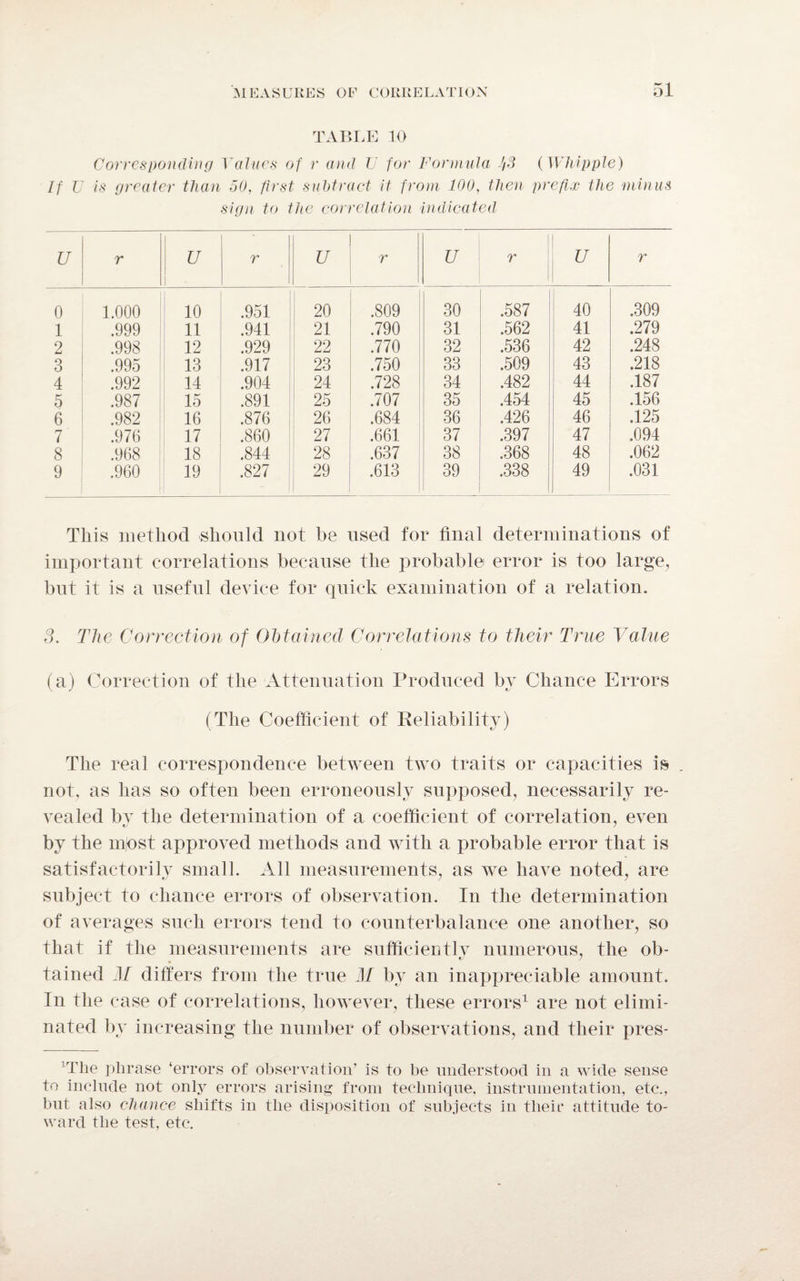 MEASURES OF CORRELATION 51
TABLE 10
Corresponding Values of r and U for Formula 43 (Whipple)
If U is greater than 50, first subtract it from 100, then prefix the minus
sign to the correlation indicated
U r U r U r U r U r
0 1.000 10 .951 20 .809 30 .587 40 .309
1 .999 11 .941 21 .790 31 .562 41 .279
2 .998 12 .929 22 .770 32 .536 42 .248
3 .995 13 .917 23 .750 33 .509 43 .218
4 .992 14 .904 24 .728 34 .482 44 .187
5 .987 15 .891 25 .707 35 .454 45 .156
6 .982 16 .876 26 .684 36 .426 46 .125
7 .976 17 .860 27 .661 37 .397 47 .094
8 .968 18 .844 28 .637 38 .368 48 .062
9 .960 19 .827 29 .613 39 .338 49 .031
This method should not be used for final determinations of
important correlations because the probable error is too large,
but it is a useful device for quick examination of a relation.
3. The Correction of Obtained Correlations to their True Value
(a) Correction of the Attenuation Produced by Chance Errors
(The Coefficient of Reliability)
The real correspondence between two traits or capacities is
not, as has so often been erroneously supposed, necessarily re-
vealed by the determination of a coefficient of correlation, even
by the most approved methods and with a probable error that is
satisfactorily small. All measurements, as we have noted, are
subject to chance errors of observation. In the determination
of averages such errors tend to counterbalance one another, so
that if the measurements are sufficiently numerous, the ob-
tained M differs from the true M by an inappreciable amount.
In the case of correlations, however, these errors¹ are not elimi-
nated by increasing the number of observations, and their pres-
¹The phrase 'errors of observation' is to be understood in a wide sense
to include not only errors arising from technique, instrumentation, etc.,
but also chance shifts in the disposition of subjects in their attitude to-
ward the test, etc.